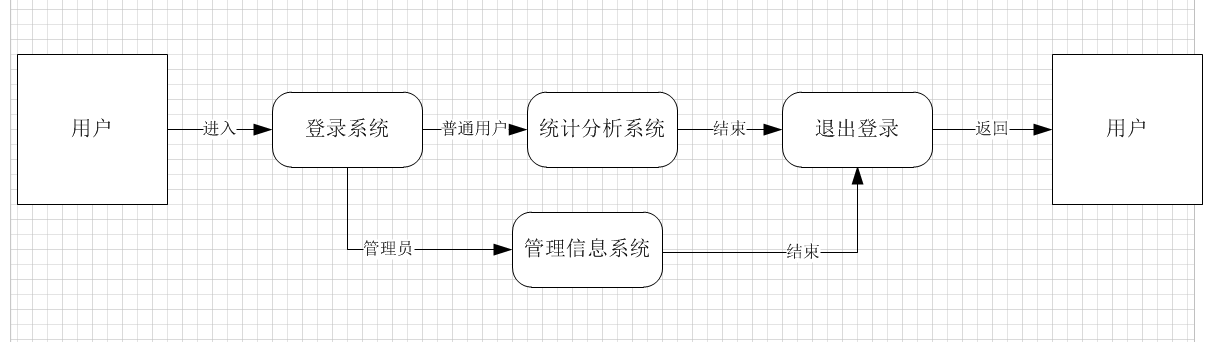 用户
进入
登录系统
普通用户
统计分析系统
结束
退出登录
返回
用户
管理员
管理信息系统
结束